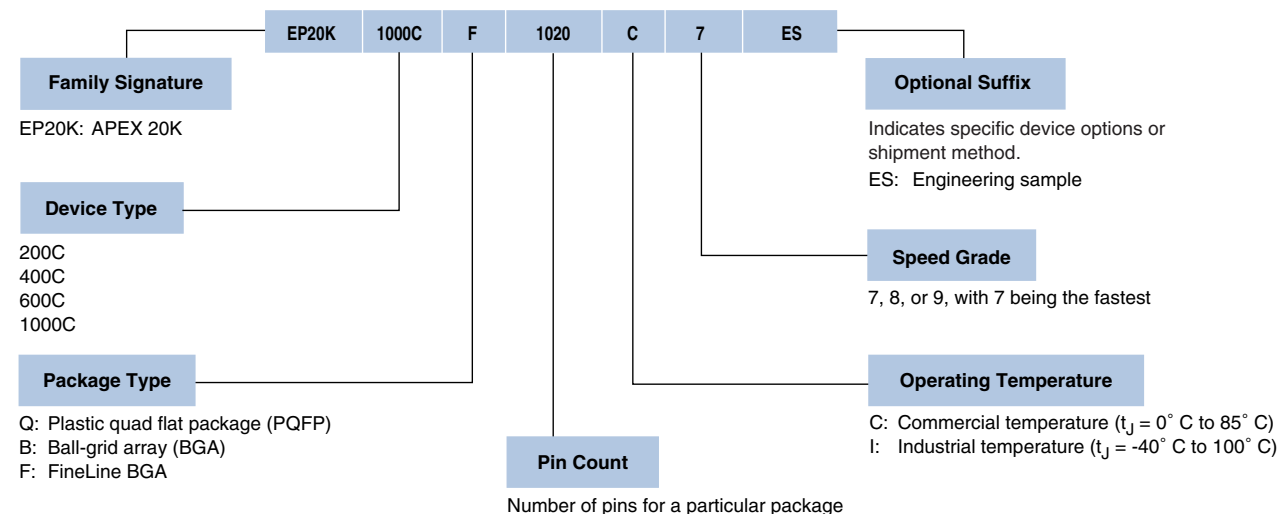 EP20K 1000C F 1020 C 7 ES
Family Signature
EP20K: APEX 20K
Optional Suffix
Indicates specific device options or
shipment method.
ES: Engineering sample
Device Type
200C
400C
600C
1000C
Speed Grade
7, 8, or 9, with 7 being the fastest
Package Type
Q: Plastic quad flat package (PQFP)
B: Ball-grid array (BGA)
F: FineLine BGA
Operating Temperature
C: Commercial temperature (tJ = 0° C to 85° C)
I: Industrial temperature (tJ = -40° C to 100° C)
Pin Count
Number of pins for a particular package